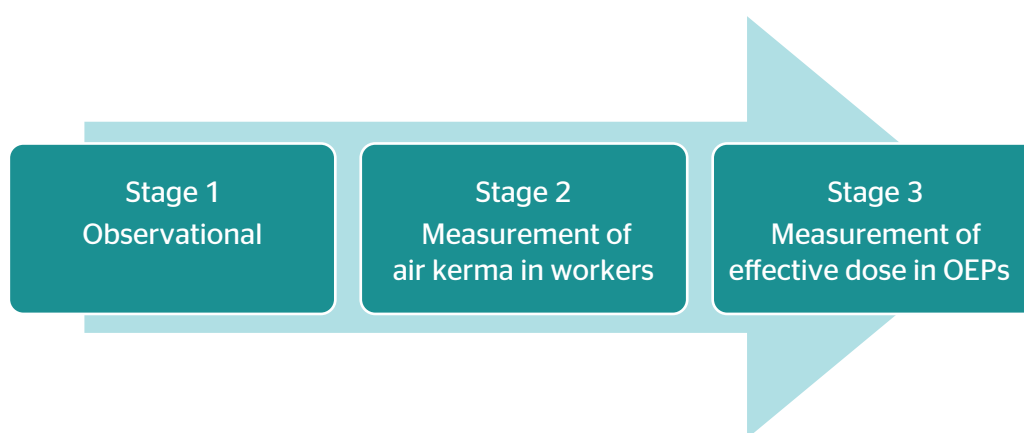 Stage 1
Observational
Stage 2
Measurement of
air kerma in workers
Stage 3
Measurement of
effective dose in OEPs